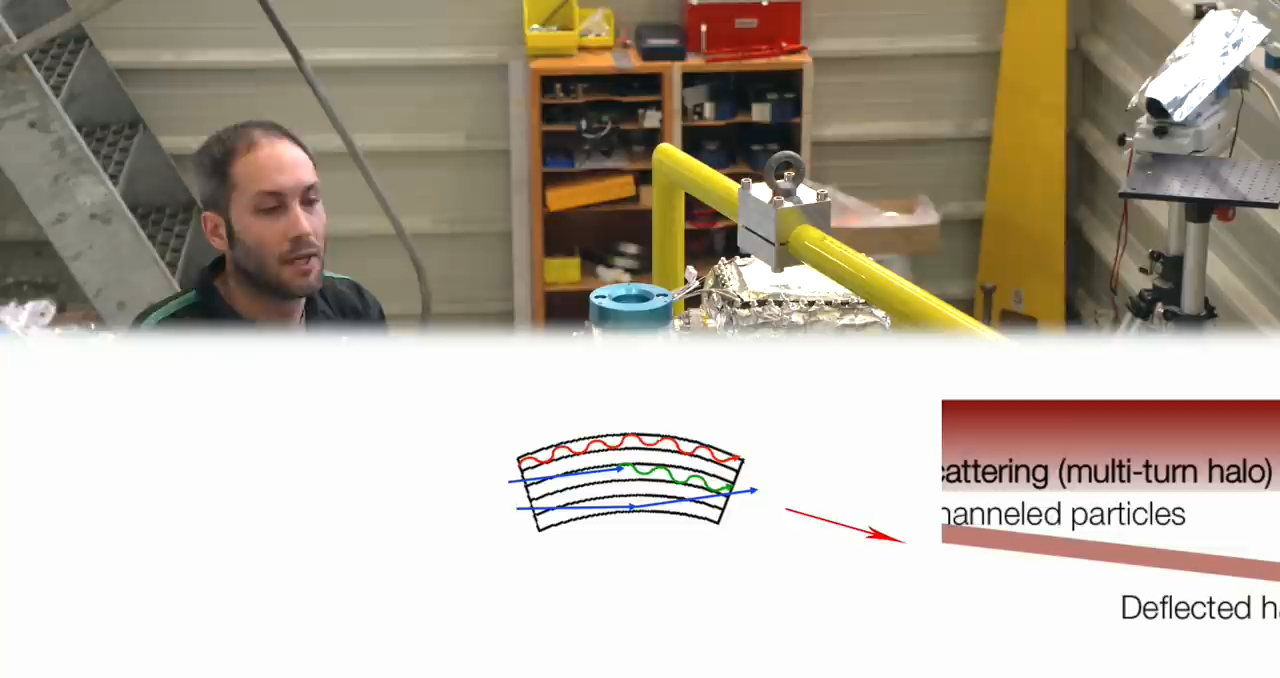 cattering (multi-turn halo)
hanneled particles
Deflected h